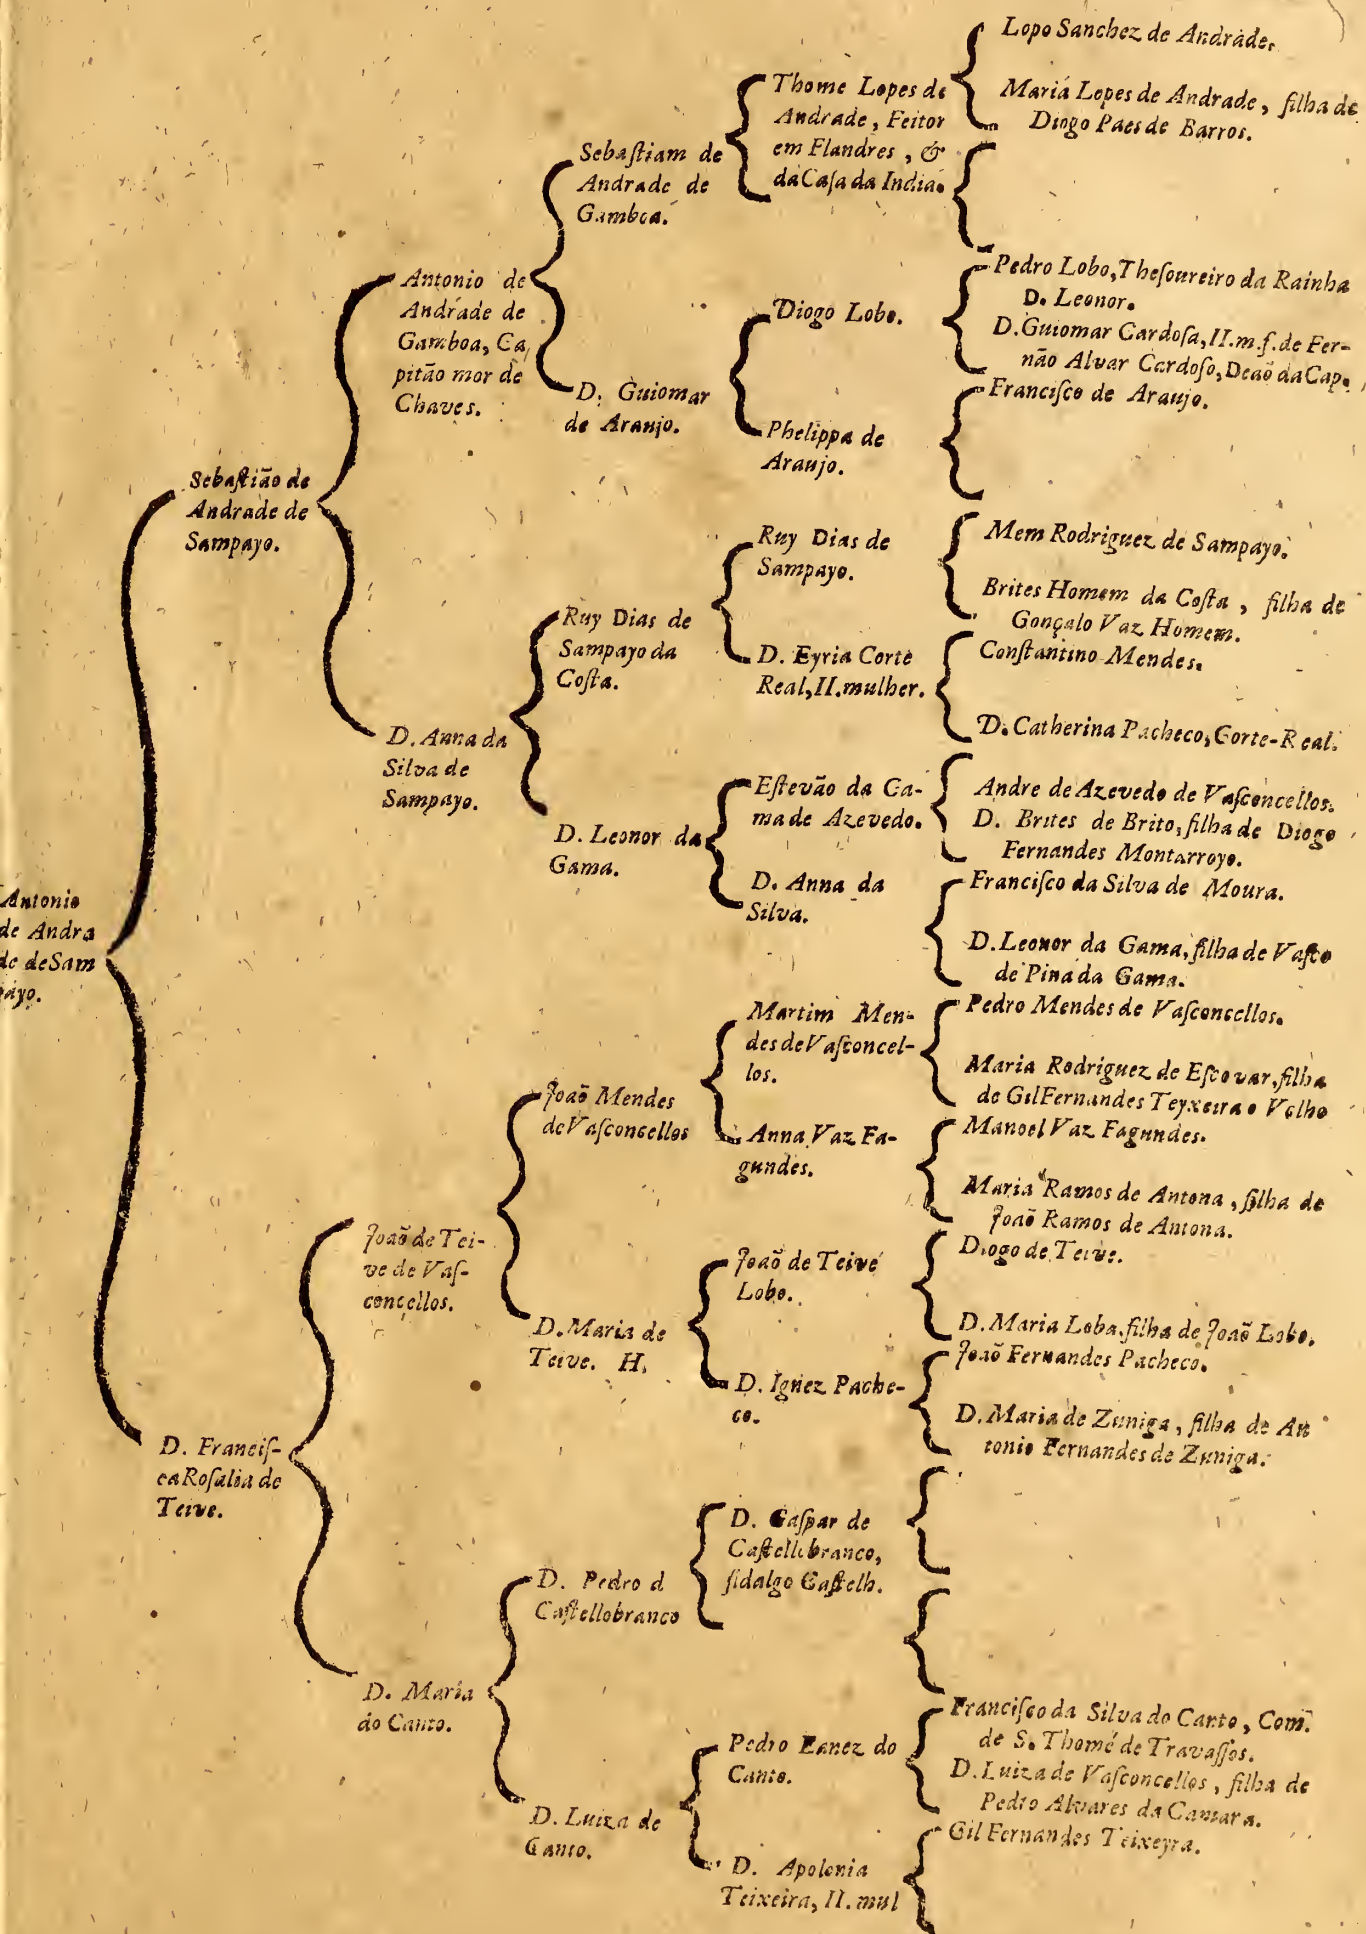 Antonio
de Andra
de de Sam
payo.
Sebaſtião de
Andrade de
Sampayo.
D. Franciſ-
ca Roſalia de
Teive.
Antonio de
Andrade de
Gamboa, Ca
pitão mor de
Chaves.
D. Anna da
Silva de
Sampayo.
Joaõ de Tei-
ve de Vaſ-
concellos.
D. Maria
do Canto.
Sebaſtiam de
Andrade de
Gamboa.
D. Guiomar
de Araujo.
Ruy Dias de
Sampayo da
Coſta.
D. Leonor da
Gama.
Joaõ Mendes
de Vaſconcellos
D. Maria de
Teive. H.
D. Pedro d
Caſtellobranco
D. Luiza de
Canto.
Thome Lopes de
Andrade, Feitor
em Flandres, &
da Caſa da India.
Diogo Lobo.
Phelippa de
Araujo.
Ruy Dias de
Sampayo.
D. Eyria Corte
Real, II. mulher.
Eſtevão da Ga-
ma de Azevedo.
D. Anna da
Silva.
Martim Men-
des de Vaſconcel-
los.
Anna Vaz Fa-
gundes.
Joaõ de Teive
Lobo.
D. Ignez Pache-
co.
D. Gaſpar de
Caſtellobranco,
fidalgo Caſtelh.
Pedro Eanez do
Canto.
D. Apolonia
Teixeira, II. mul
Lopo Sanchez de Andrade.
Maria Lopes de Andrade, filha de
Diogo Paes de Barros.
Pedro Lobo, Theſoureiro da Rainha
D. Leonor.
D. Guiomar Cardoſa, II. m. f. de Fer-
não Alvar Cardoſo, Deaõ da Cap.
Franciſco de Araujo.
Mem Rodriguez de Sampayo.
Brites Homem da Coſta, filha de
Gonçalo Vaz Homem.
Conſtantino Mendes.
D. Catherina Pacheco, Corte-Real.
Andre de Azevedo de Vaſconcellos.
D. Brites de Brito, filha de Diogo
Fernandes Montarroyo.
Franciſco da Silva de Moura.
D. Leonor da Gama, filha de Vaſco
de Pina da Gama.
Pedro Mendes de Vaſconcellos.
Maria Rodriguez de Eſcovar, filha
de Gil Fernandes Teyxeira o Velho
Manoel Vaz Fagundes.
Maria Ramos de Antona, filha de
Joaõ Ramos de Antona.
Diogo de Teive.
D. Maria Loba, filha de Joaõ Lobo.
Joaõ Fernandes Pacheco.
D. Maria de Zuniga, filha de An
tonio Fernandes de Zuniga.
Franciſco da Silva do Canto, Com.
de S. Thomé de Travaſſos.
D. Luiza de Vaſconcellos, filha de
Pedro Alvares da Camara.
Gil Fernandes Teixeyra.